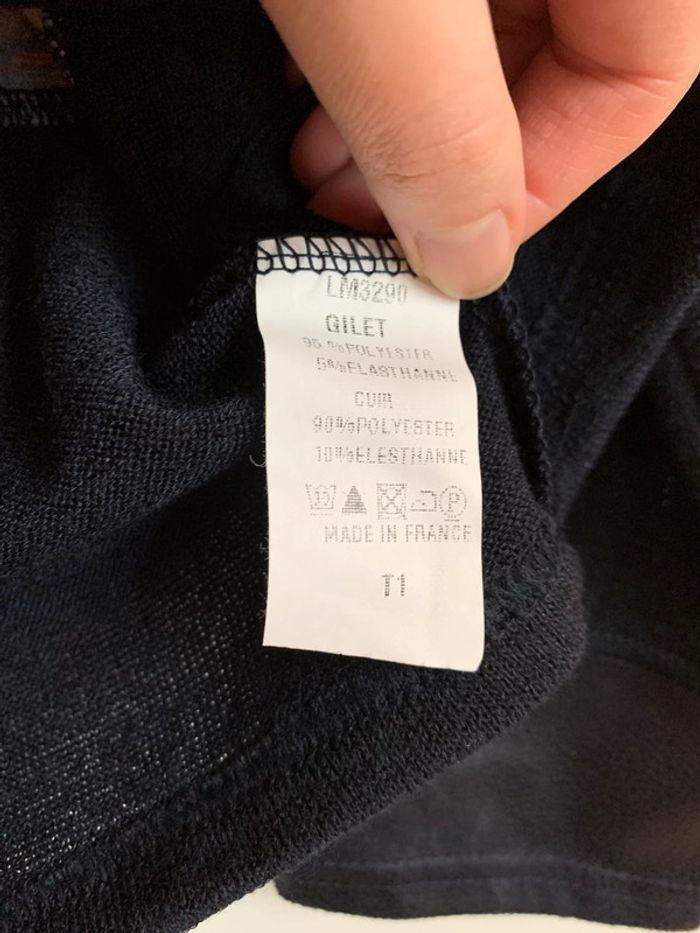 LM3290
GILET
95 %POLYESTER
5%ELASTHANNE
CUIR
90%POLYESTER
10%ELESTHANNE
P
MADE IN FRANCE
T1